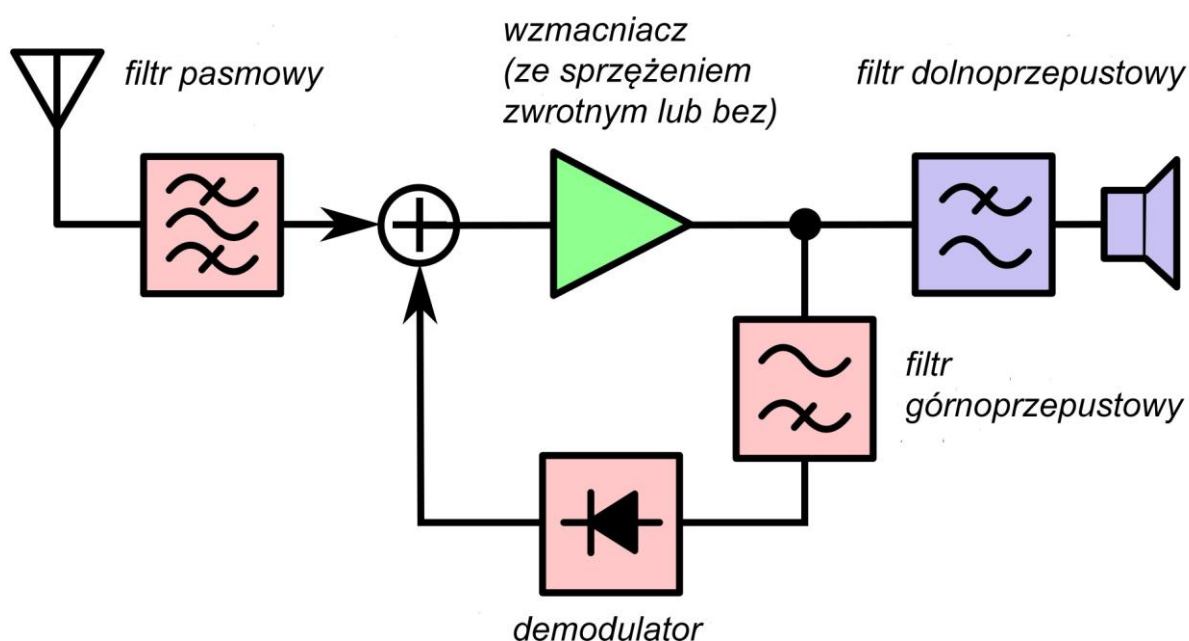 filtr pasmowy
wzmacniacz
(ze sprzężeniem
zwrotnym lub bez)
filtr dolnoprzepustowy
filtr
górnoprzepustowy
demodulator